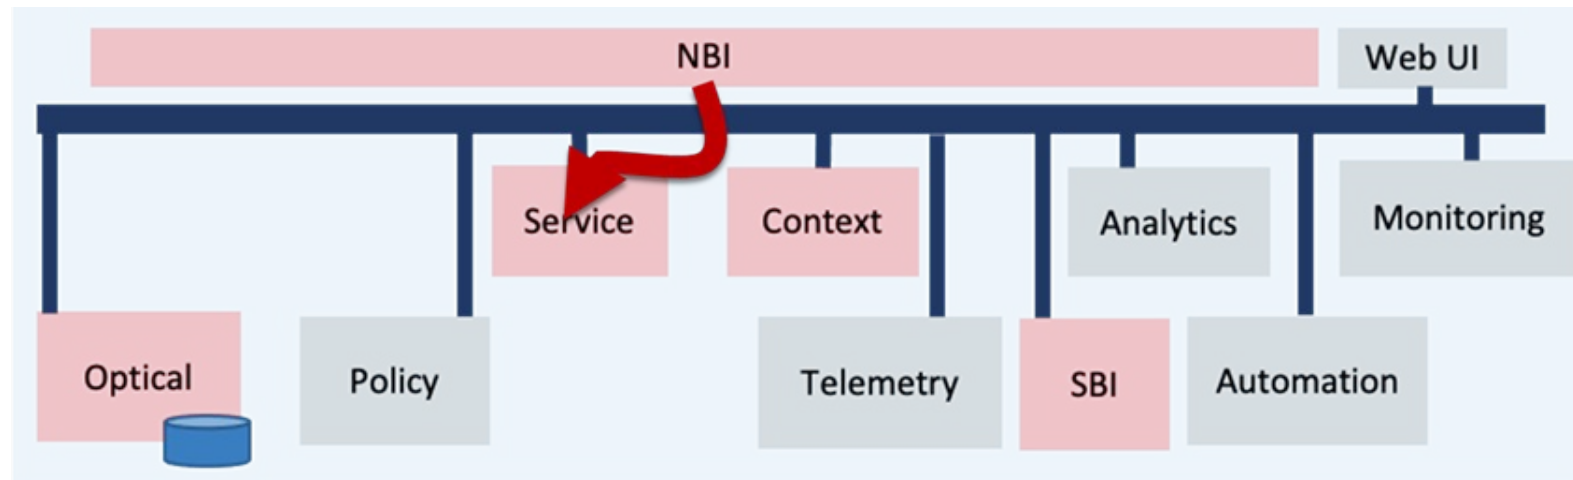 NBI
Web UI
Service
Context
Analytics
Monitoring
Optical
Policy
Telemetry
SBI
Automation